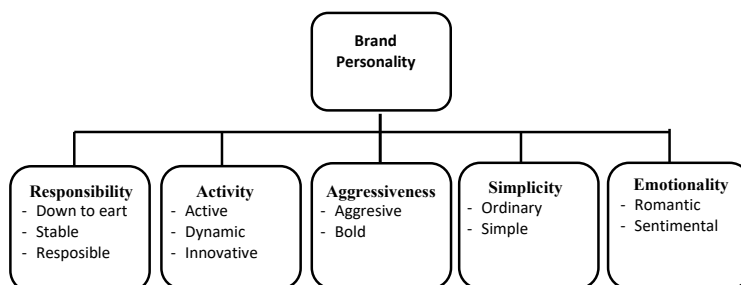 Brand
Personality
Responsibility
- Down to eart
- Stable
- Resposible
Activity
- Active
- Dynamic
- Innovative
Aggressiveness
- Aggresive
- Bold
Simplicity
- Ordinary
- Simple
Emotionality
- Romantic
- Sentimental